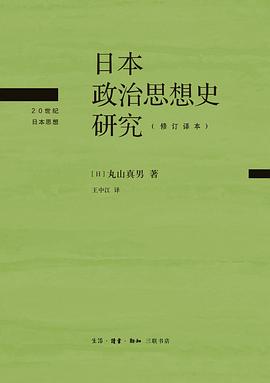 日本
政治思想史
研究(修订译本)
20世纪
日本思想
[日]丸山真男 著
王中江 译
生活·讀書·新知 三联书店